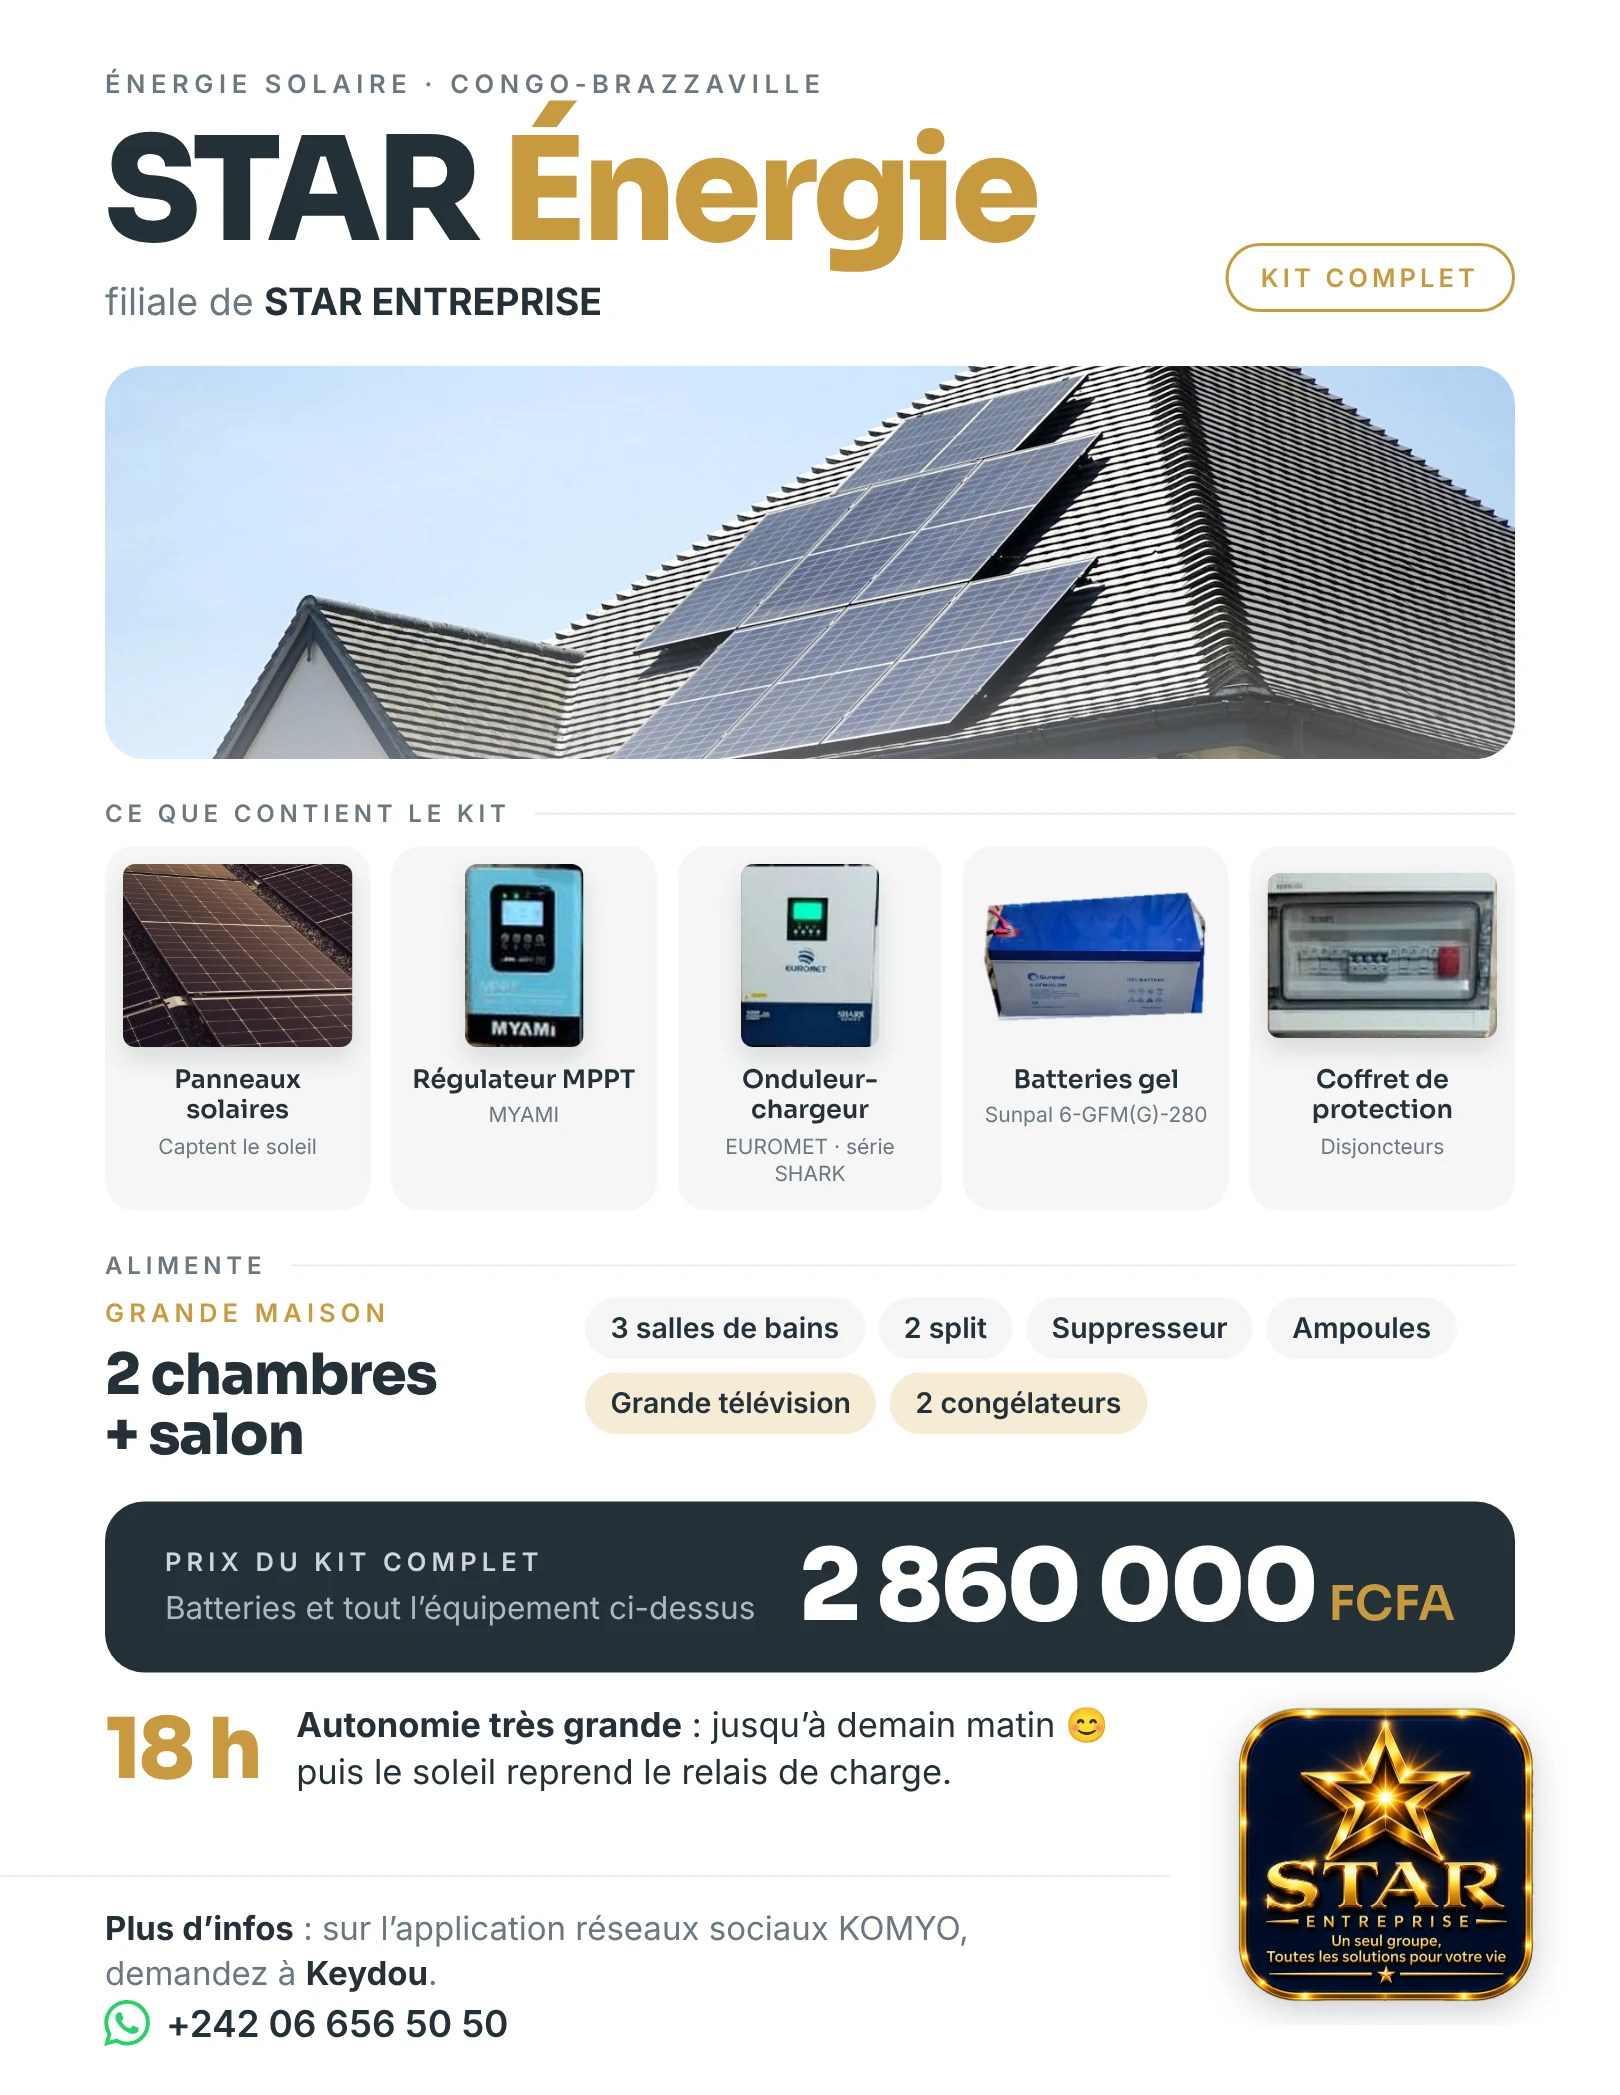 ÉNERGIE SOLAIRE · CONGO-BRAZZAVILLE
STAR Énergie
filiale de STAR ENTREPRISE
KIT COMPLET
CE QUE CONTIENT LE KIT
MPPT
MYAMi
EUROMET
SHARK
Sunpal
GEL BATTERY
Panneaux
solaires
Captent le soleil
Régulateur MPPT
MYAMI
Onduleur-
chargeur
EUROMET · série
SHARK
Batteries gel
Sunpal 6-GFM(G)-280
Coffret de
protection
Disjoncteurs
ALIMENTE
GRANDE MAISON
2 chambres
+ salon
3 salles de bains
2 split
Suppresseur
Ampoules
Grande télévision
2 congélateurs
PRIX DU KIT COMPLET
Batteries et tout l’équipement ci-dessus
2 860 000 FCFA
18 h
Autonomie très grande : jusqu’à demain matin 😊
puis le soleil reprend le relais de charge.
STAR
ENTREPRISE
Un seul groupe,
Toutes les solutions pour votre vie
Plus d’infos : sur l’application réseaux sociaux KOMYO,
demandez à Keydou.
+242 06 656 50 50